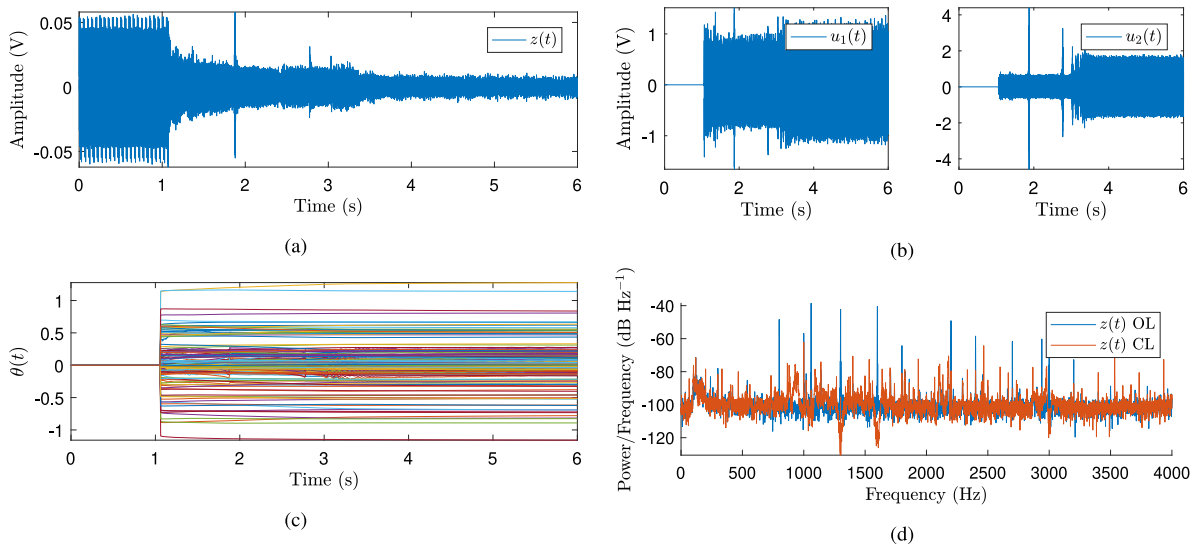 0.05
0
-0.05
Amplitude (V)
z(t)
0 1 2 3 4 5 6
Time (s)
(a)
1
0
-1
Amplitude (V)
u₁(t)
0 2 4 6
Time (s)
4
2
0
-2
-4
u₂(t)
0 2 4 6
Time (s)
(b)
1
0.5
0
-0.5
-1
θ(t)
0 1 2 3 4 5 6
Time (s)
(c)
-40
-60
-80
-100
-120
Power/Frequency (dB Hz⁻¹)
z(t) OL
z(t) CL
0 500 1000 1500 2000 2500 3000 3500 4000
Frequency (Hz)
(d)